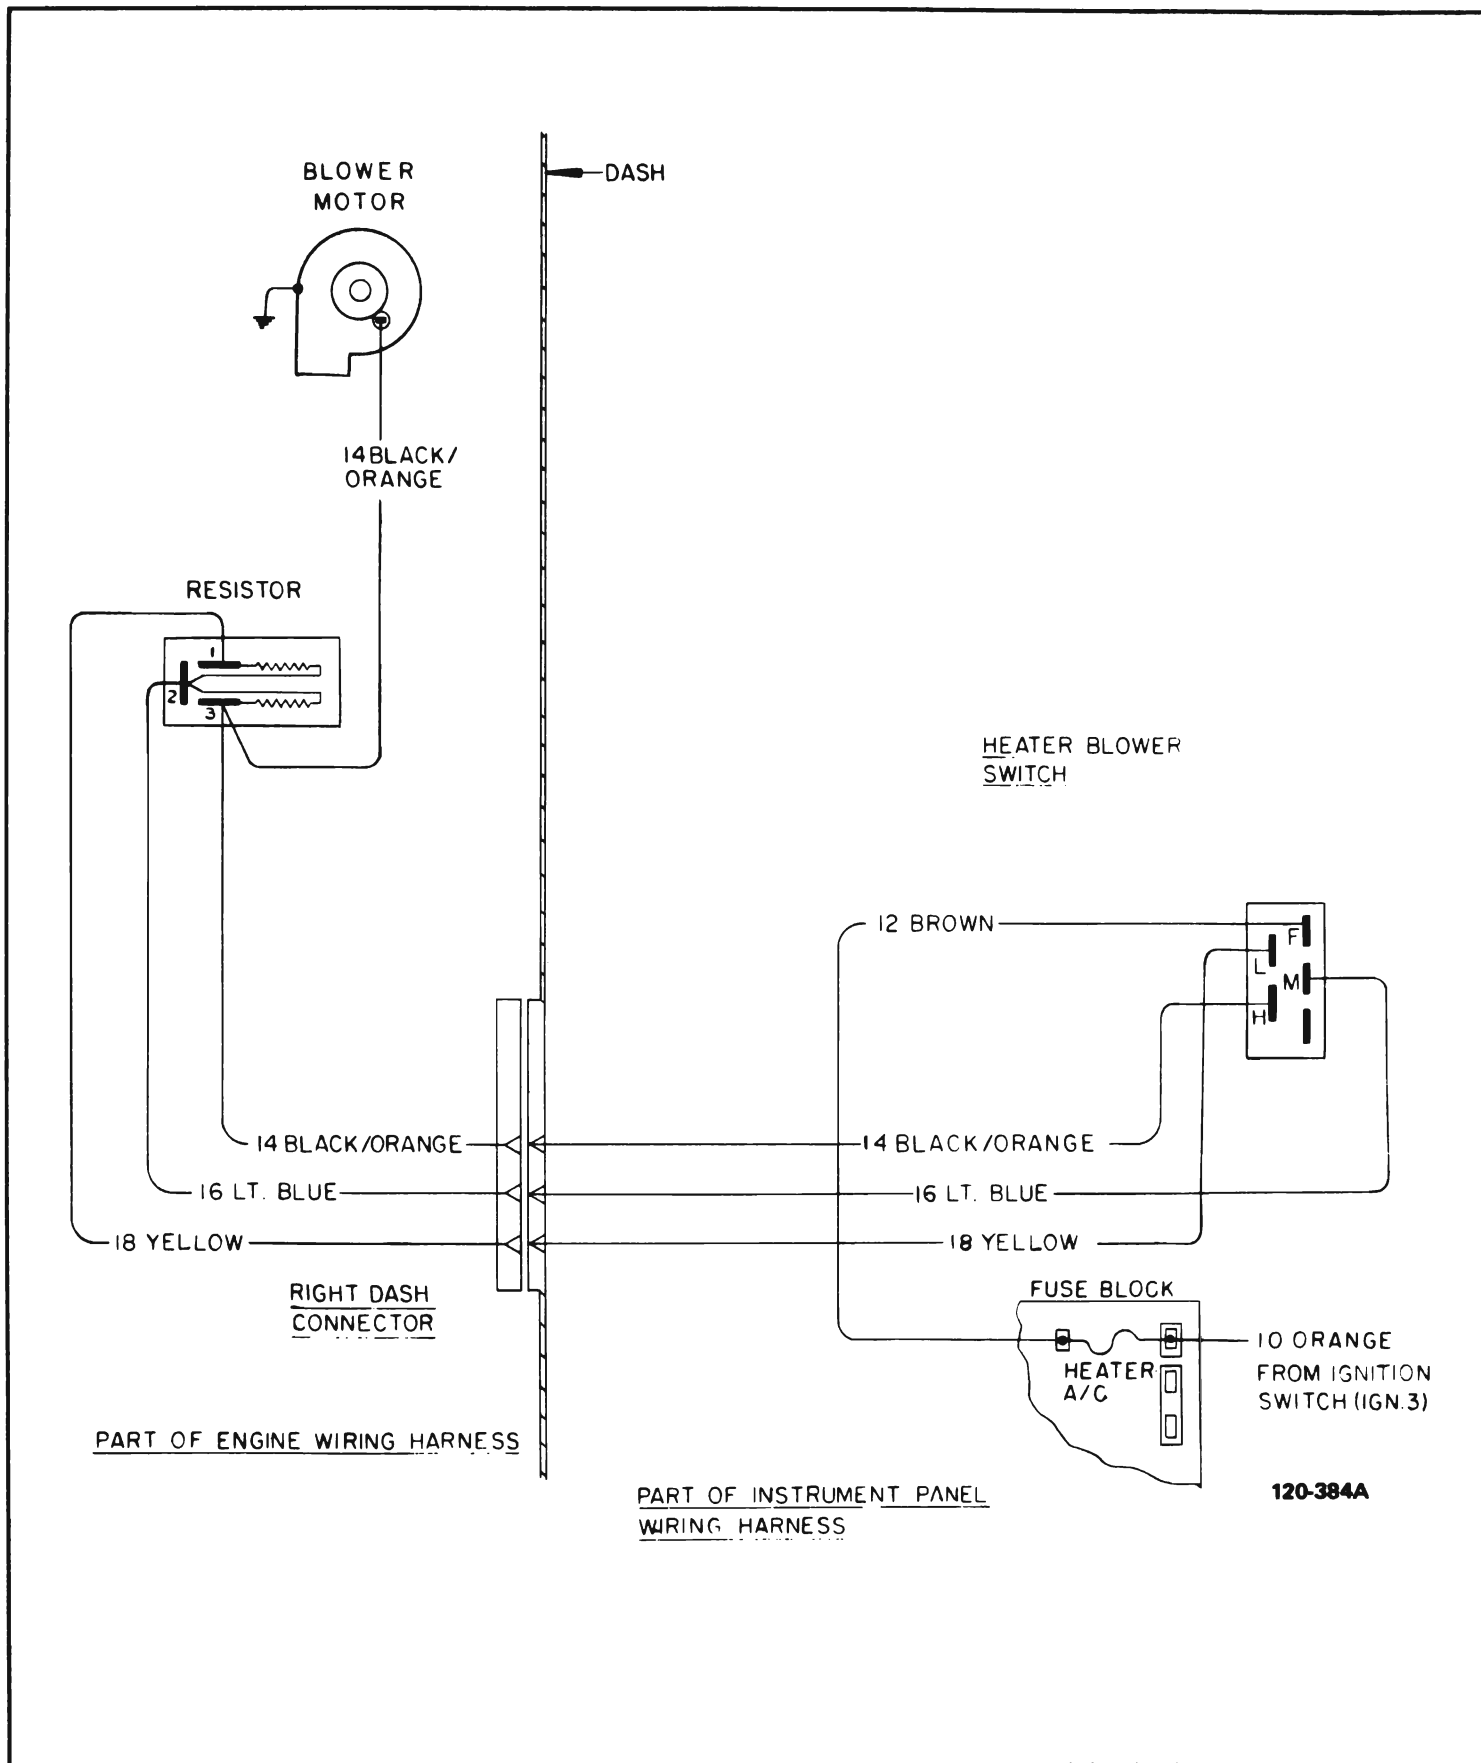 BLOWER
MOTOR
DASH
14 BLACK/
ORANGE
RESISTOR
1
2
3
HEATER BLOWER
SWITCH
12 BROWN
F
L
M
H
14 BLACK/ORANGE
14 BLACK/ORANGE
16 LT. BLUE
16 LT. BLUE
18 YELLOW
18 YELLOW
RIGHT DASH
CONNECTOR
FUSE BLOCK
10 ORANGE
HEATER
A/C
FROM IGNITION
SWITCH (IGN.3)
PART OF ENGINE WIRING HARNESS
PART OF INSTRUMENT PANEL
WIRING HARNESS
120-384A